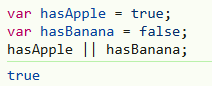 var hasApple = true;
var hasBanana = false;
hasApple || hasBanana;
true